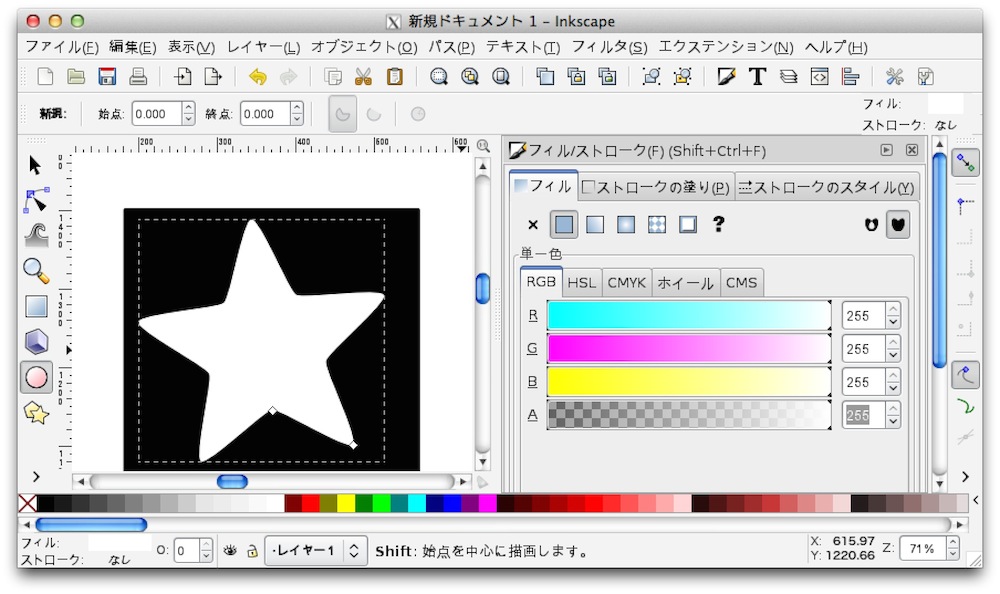 新規ドキュメント 1 – Inkscape
ファイル(F) 編集(E) 表示(V) レイヤー(L) オブジェクト(O) パス(P) テキスト(T) フィルタ(S) エクステンション(N) ヘルプ(H)
新規: 始点: 0.000 終点: 0.000
フィル:
ストローク: なし
200 300 400 500 600
フィル/ストローク(F) (Shift+Ctrl+F)
フィル ストロークの塗り(P) ストロークのスタイル(Y)
?
単一色
RGB HSL CMYK ホイール CMS
R 255
G 255
B 255
A 255
1400
1300
1200
フィル:
ストローク: なし
O: 0
·レイヤー1
Shift: 始点を中心に描画します。
X: 615.97
Y: 1220.66
Z: 71%